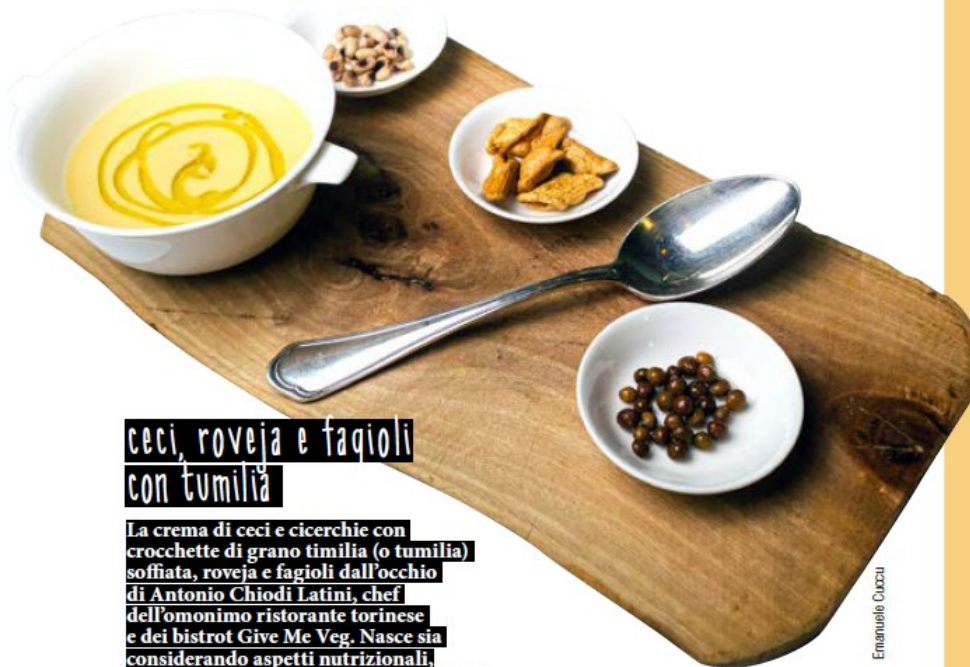 ceci, roveja e fagioli
con tumilia
La crema di ceci e cicerchie con
crocchette di grano timilia (o tumilia)
soffiata, roveja e fagioli dall'occhio
di Antonio Chiodi Latini, chef
dell'omonimo ristorante torinese
e dei bistrot Give Me Veg. Nasce sia
considerando aspetti nutrizionali,
Emanuele Cuccu